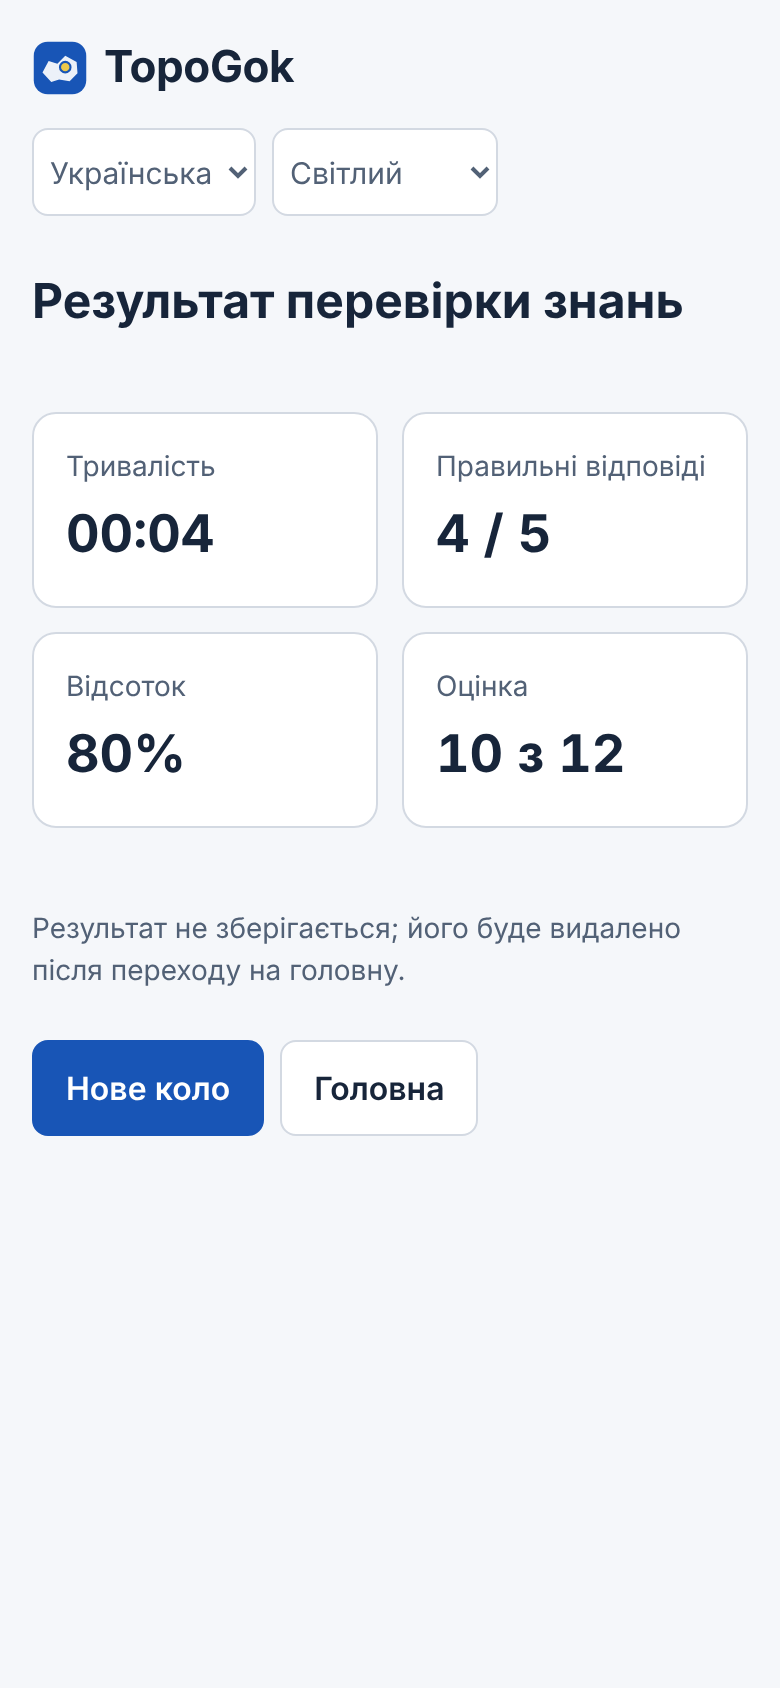 TopoGok
Українська
Світлий
Результат перевірки знань
Тривалість
00:04
Правильні відповіді
4 / 5
Відсоток
80%
Оцінка
10 з 12
Результат не зберігається; його буде видалено
після переходу на головну.
Нове коло
Головна